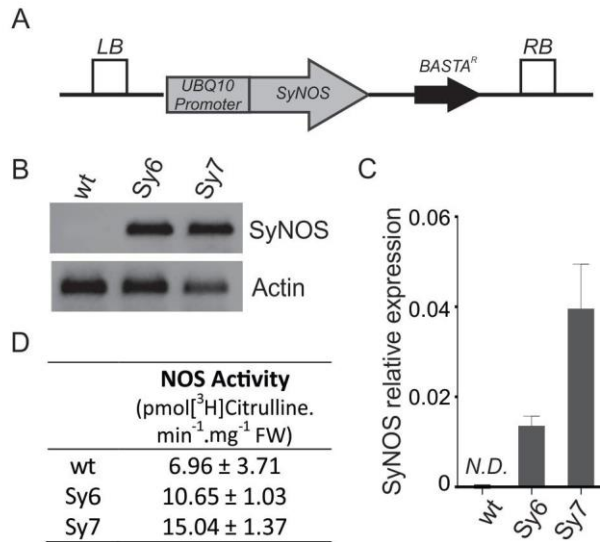 A
LB
UBQ10
Promoter
SyNOS
BASTAᴿ
RB
B
wt
Sy6
Sy7
SyNOS
Actin
C
SyNOS relative expression
0.06
0.04
0.02
0
N.D.
wt
Sy6
Sy7
D
NOS Activity
(pmol[³H]Citrulline.
min⁻¹.mg⁻¹ FW)
wt 6.96 ± 3.71
Sy6 10.65 ± 1.03
Sy7 15.04 ± 1.37